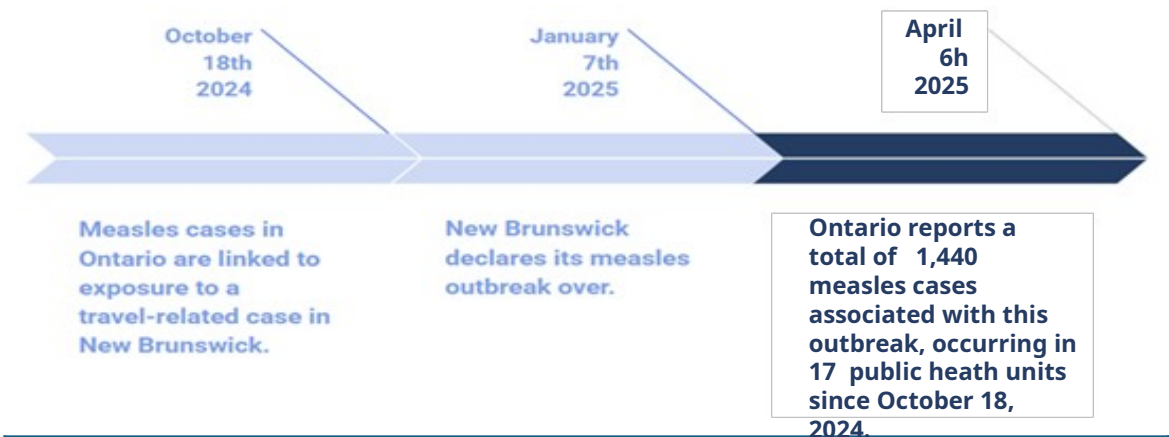 October
18th
2024
January
7th
2025
April
6h
2025
Measles cases in
Ontario are linked to
exposure to a
travel-related case in
New Brunswick.
New Brunswick
declares its measles
outbreak over.
Ontario reports a
total of 1,440
measles cases
associated with this
outbreak, occurring in
17 public heath units
since October 18,
2024.